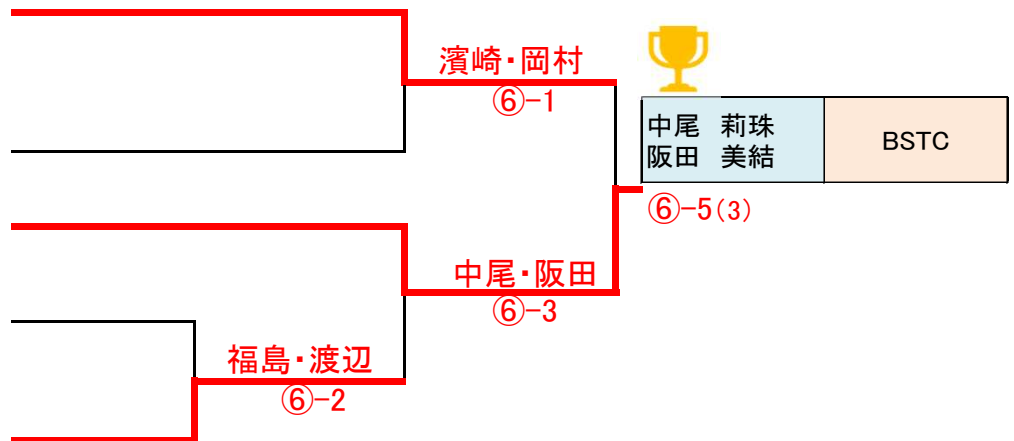 濱崎・岡村
⑥-1
中尾　莉珠
阪田　美結
BSTC
⑥-5(3)
中尾・阪田
⑥-3
福島・渡辺
⑥-2